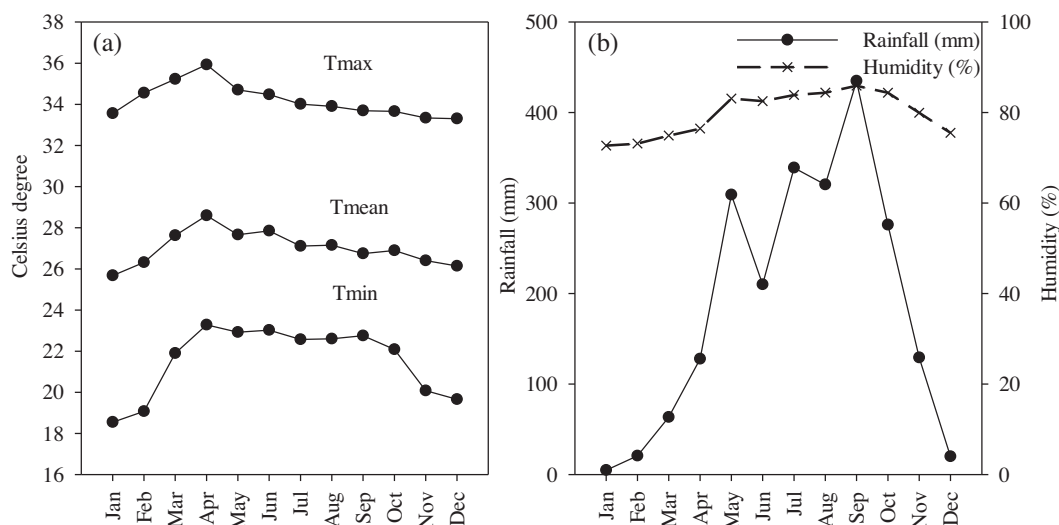 (a)
Tmax
Tmean
Tmin
Celsius degree
38
36
34
32
30
28
26
24
22
20
18
16
Jan
Feb
Mar
Apr
May
Jun
Jul
Aug
Sep
Oct
Nov
Dec
(b)
Rainfall (mm)
Humidity (%)
Rainfall (mm)
500
400
300
200
100
0
Humidity (%)
100
80
60
40
20
0
Jan
Feb
Mar
Apr
May
Jun
Jul
Aug
Sep
Oct
Nov
Dec